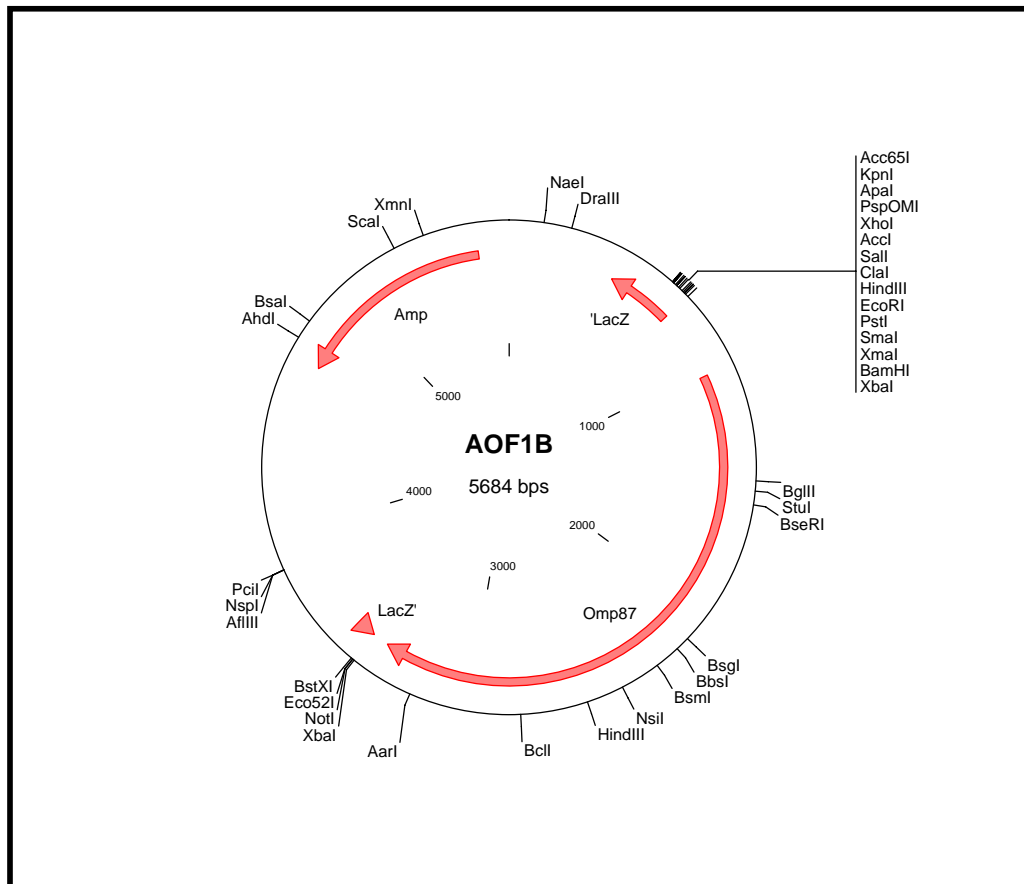 NaeI
DraIII
XmnI
ScaI
BsaI
AhdI
Amp
'LacZ
Acc65I
KpnI
ApaI
PspOMI
XhoI
AccI
SalI
ClaI
HindIII
EcoRI
PstI
SmaI
XmaI
BamHI
XbaI
5000
1000
AOF1B
5684 bps
4000
2000
3000
BglII
StuI
BseRI
PciI
NspI
AflIII
LacZ'
Omp87
BsgI
BbsI
BsmI
NsiI
HindIII
BclI
AarI
BstXI
Eco52I
NotI
XbaI